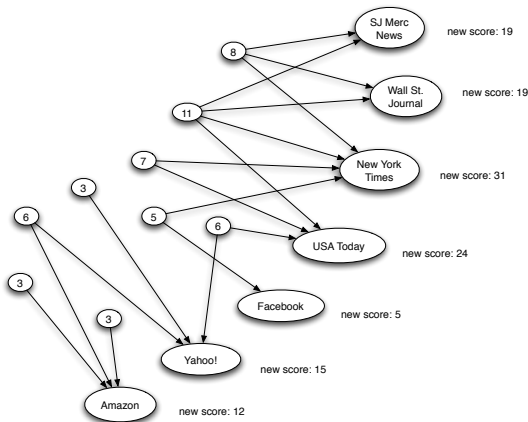 SJ Merc
News
new score: 19
8
Wall St.
Journal
new score: 19
11
New York
Times
new score: 31
7
3
5
6
6
USA Today
new score: 24
3
Facebook
new score: 5
3
Yahoo!
new score: 15
Amazon
new score: 12